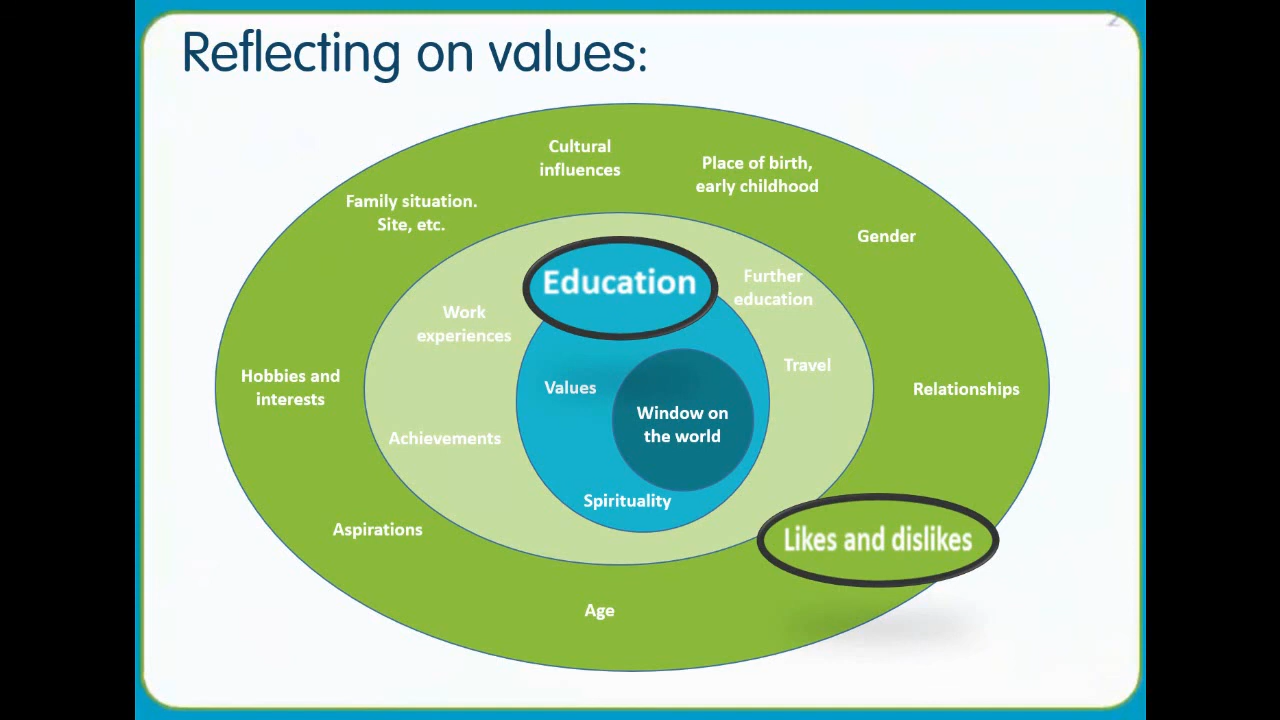 Reflecting on values:
Cultural
influences
Place of birth,
early childhood
Family situation.
Site, etc.
Gender
Education
Further
education
Work
experiences
Travel
Hobbies and
interests
Values
Relationships
Window on
the world
Achievements
Spirituality
Aspirations
Likes and dislikes
Age